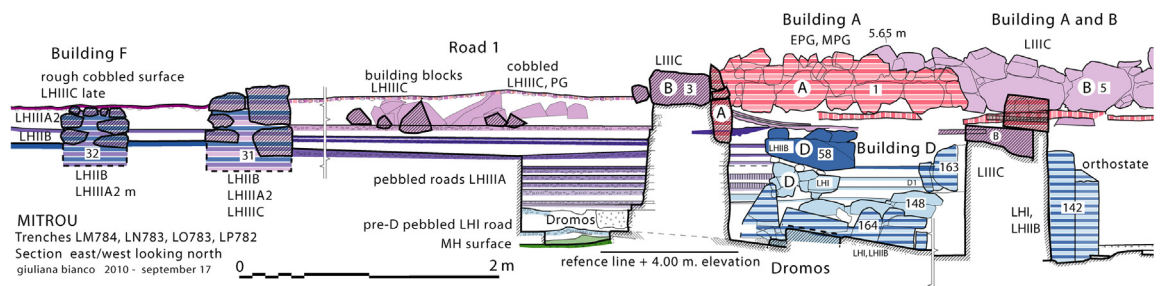 Building F
rough cobbled surface
LHIIIC late
LHIIIA2
LHIIB
32
31
LHIIB
LHIIIA2 m
LHIIB
LHIIIA2
LHIIIC
MITROU
Trenches LM784, LN783, LO783, LP782
Section east/west looking north
giuliana bianco 2010 - september 17
0
2 m
Road 1
building blocks
LHIIIC
cobbled
LHIIIC, PG
pebbled roads LHIIIA
pre-D pebbled LHI road
MH surface
Dromos
refence line + 4.00 m. elevation
LIIIC
B 3
A
Building A
EPG, MPG
5.65 m
A 1
Building A and B
LIIIC
B 5
B
LIIIC
LHIIB
D 58
Building D
163
D
LHI
D1
148
164
LHI, LHIIB
Dromos
LHI,
LHIIB
142
orthostate